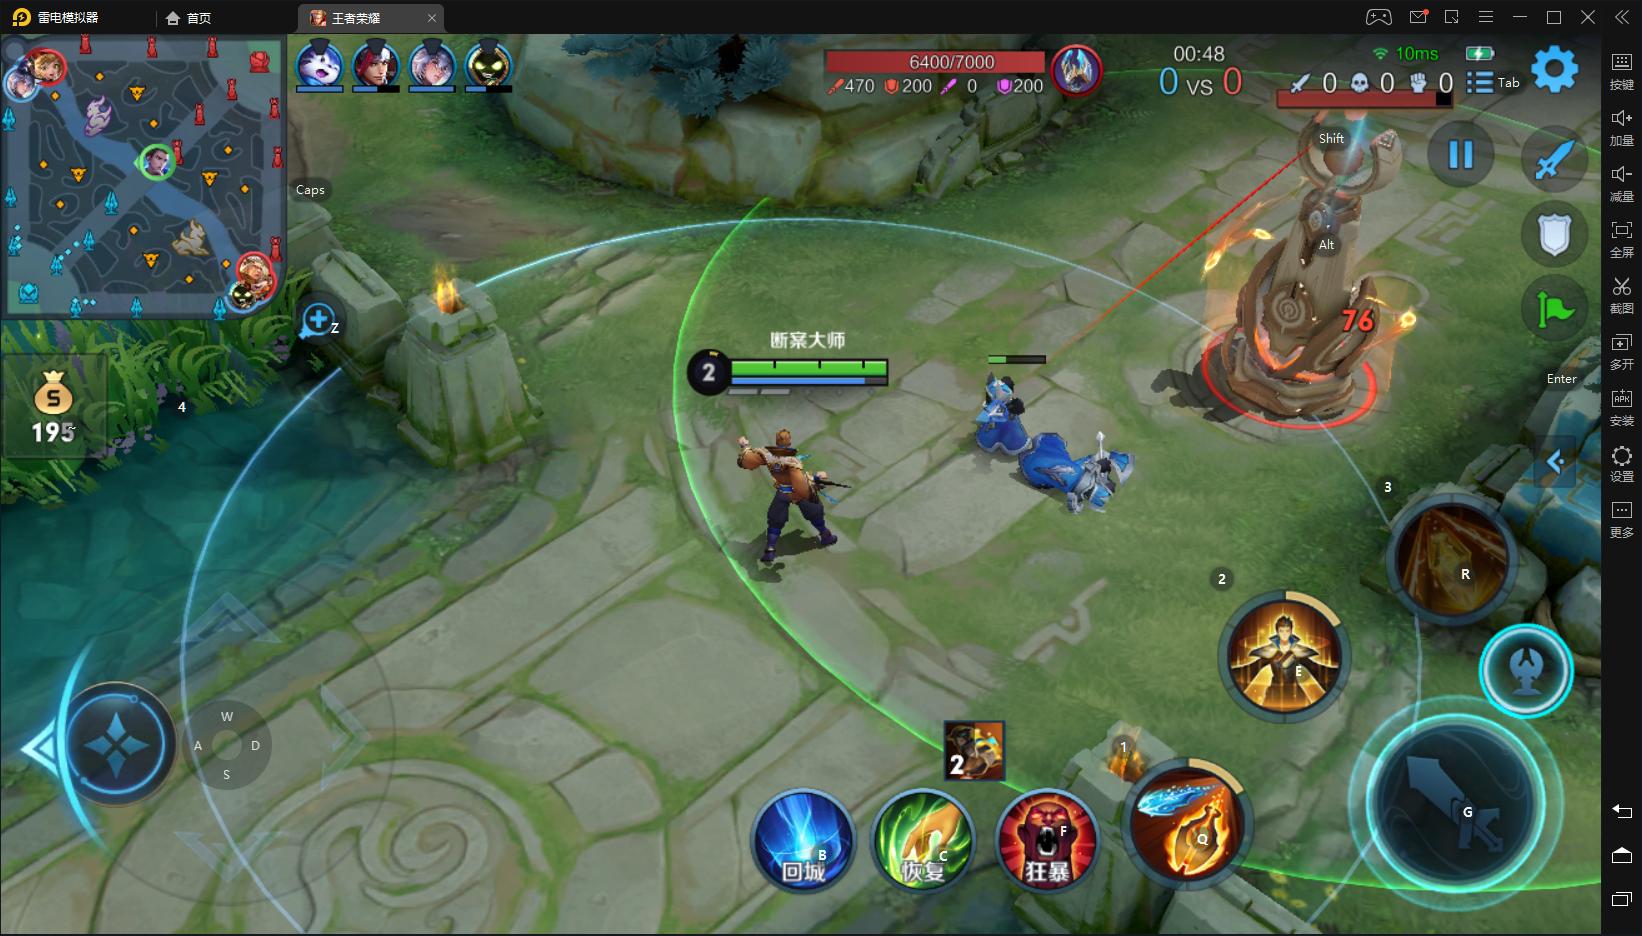 雷电模拟器
首页
王者荣耀
6400/7000
470 200 0 200
00:48
0 VS 0
10ms
0 0 0
Tab
按键
加量
减量
全屏
截图
多开
安装
设置
更多
APK
Shift
Alt
Caps
Z
S
195
4
断案大师
2
76
Enter
3
R
2
E
W
A D
S
2
1
B
回城
C
恢复
F
狂暴
Q
G